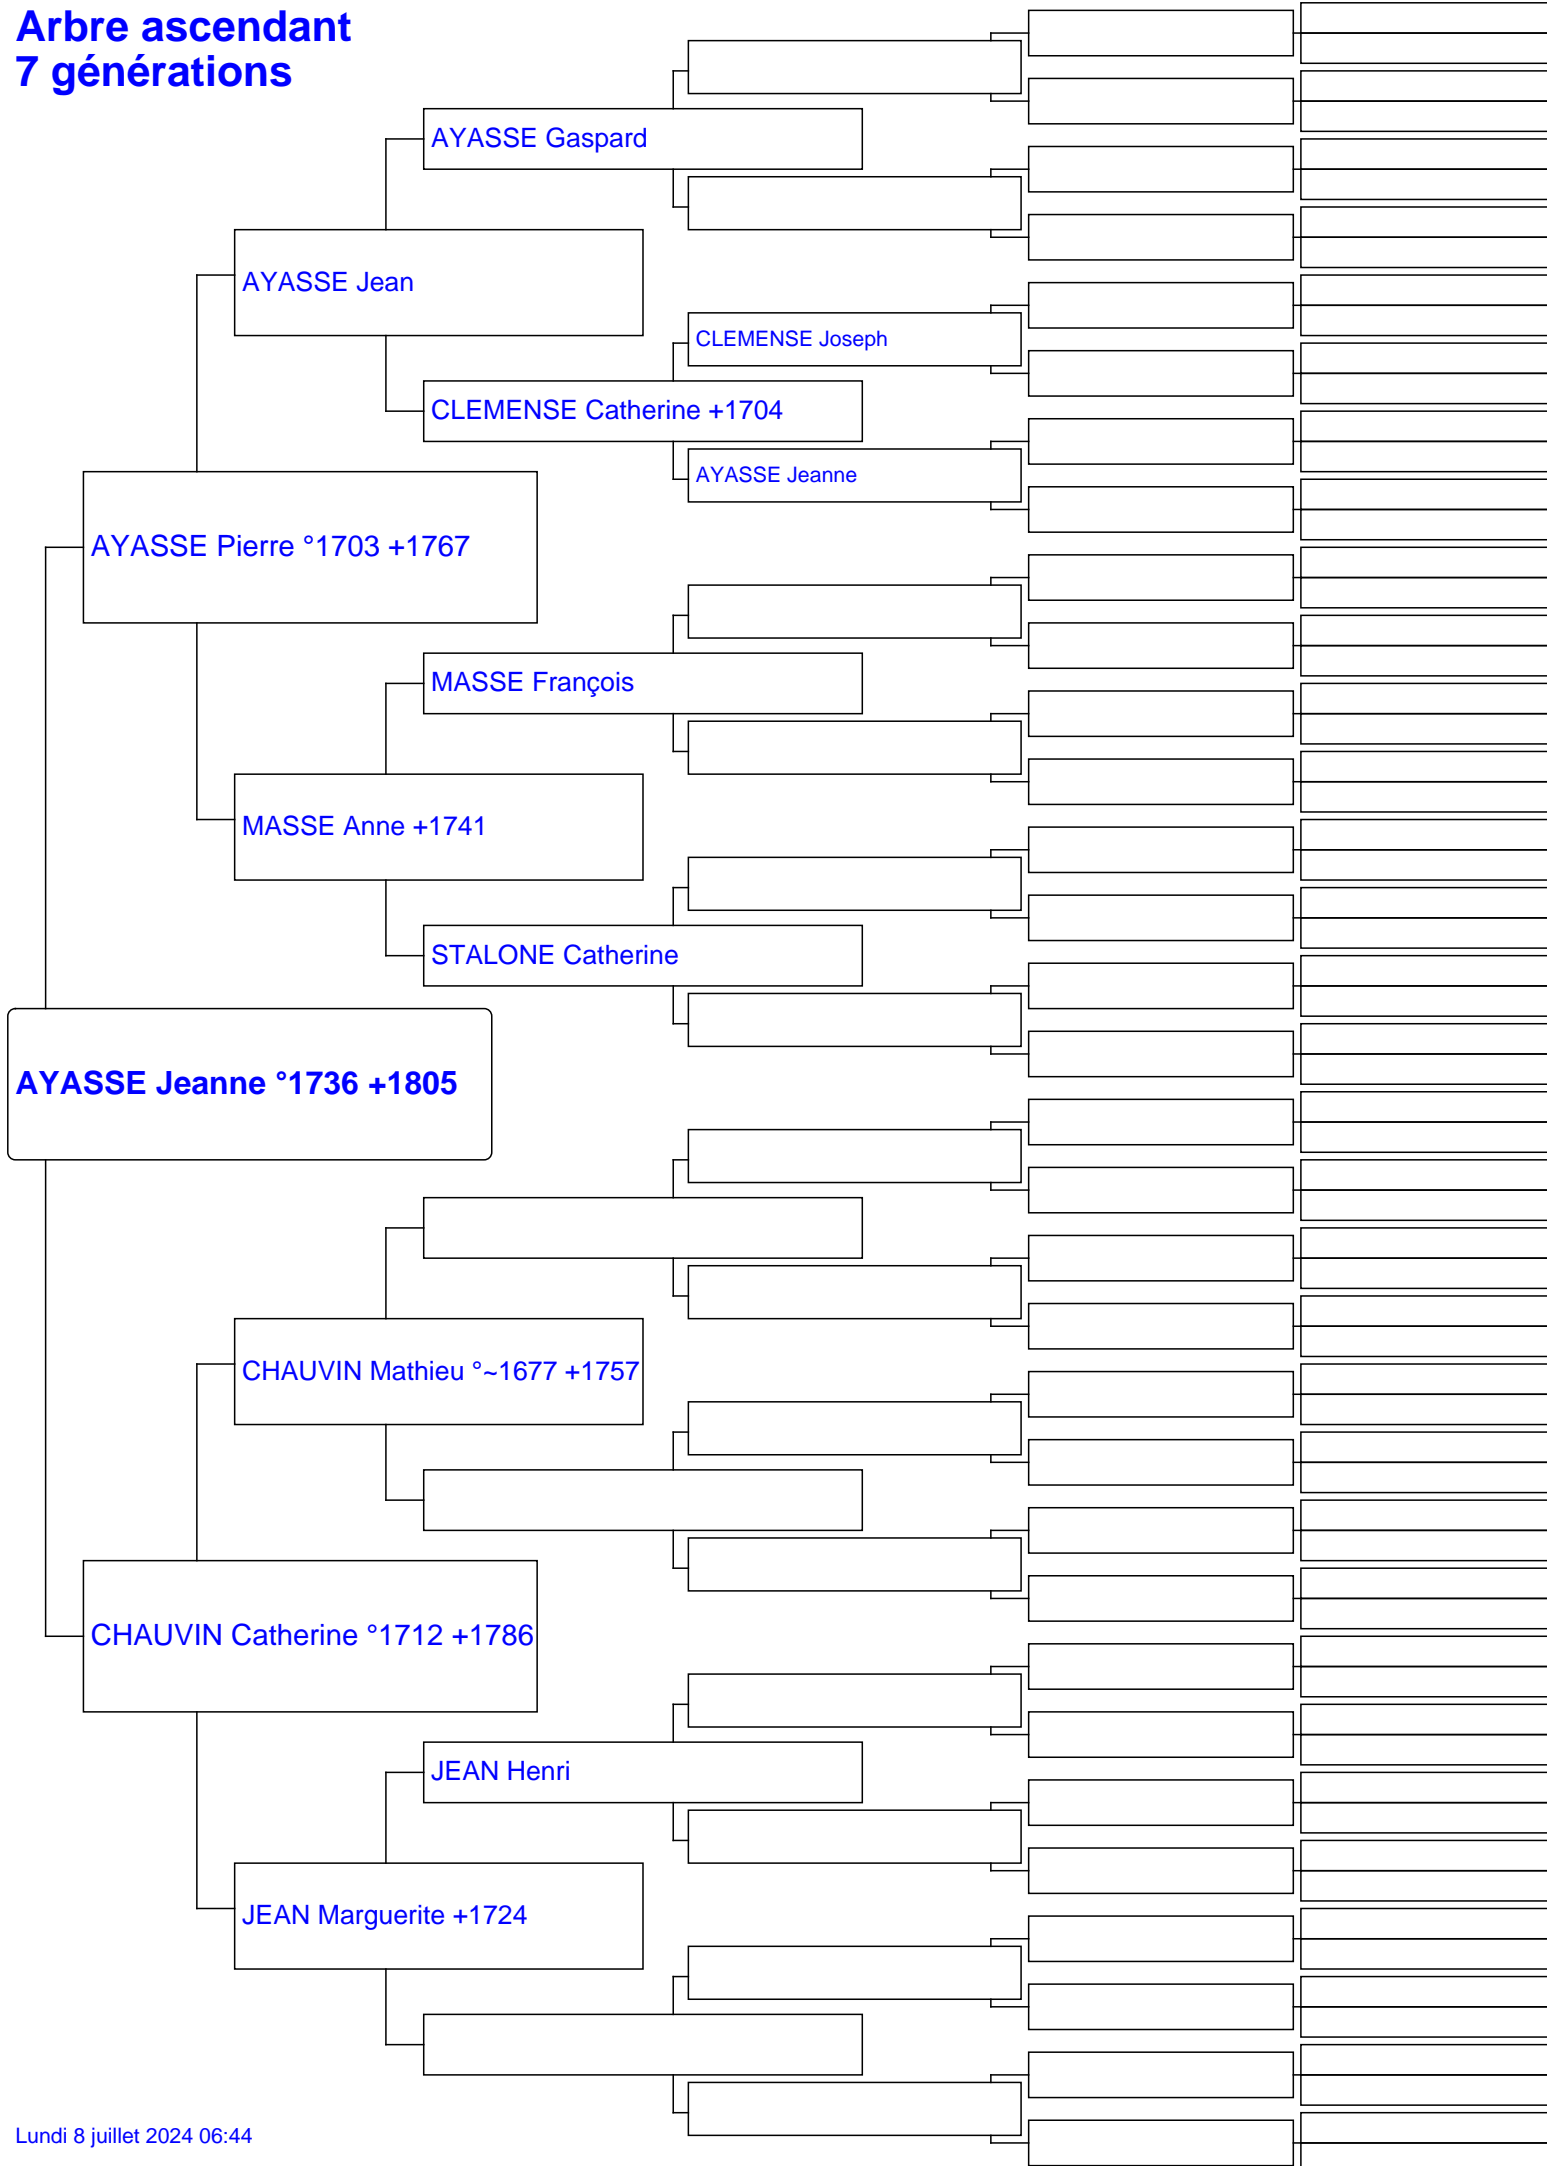 Arbre ascendant
7 générations
AYASSE Gaspard
AYASSE Jean
CLEMENSE Joseph
CLEMENSE Catherine +1704
AYASSE Jeanne
AYASSE Pierre °1703 +1767
MASSE François
MASSE Anne +1741
STALONE Catherine
AYASSE Jeanne °1736 +1805
CHAUVIN Mathieu °~1677 +1757
CHAUVIN Catherine °1712 +1786
JEAN Henri
JEAN Marguerite +1724
Lundi 8 juillet 2024 06:44